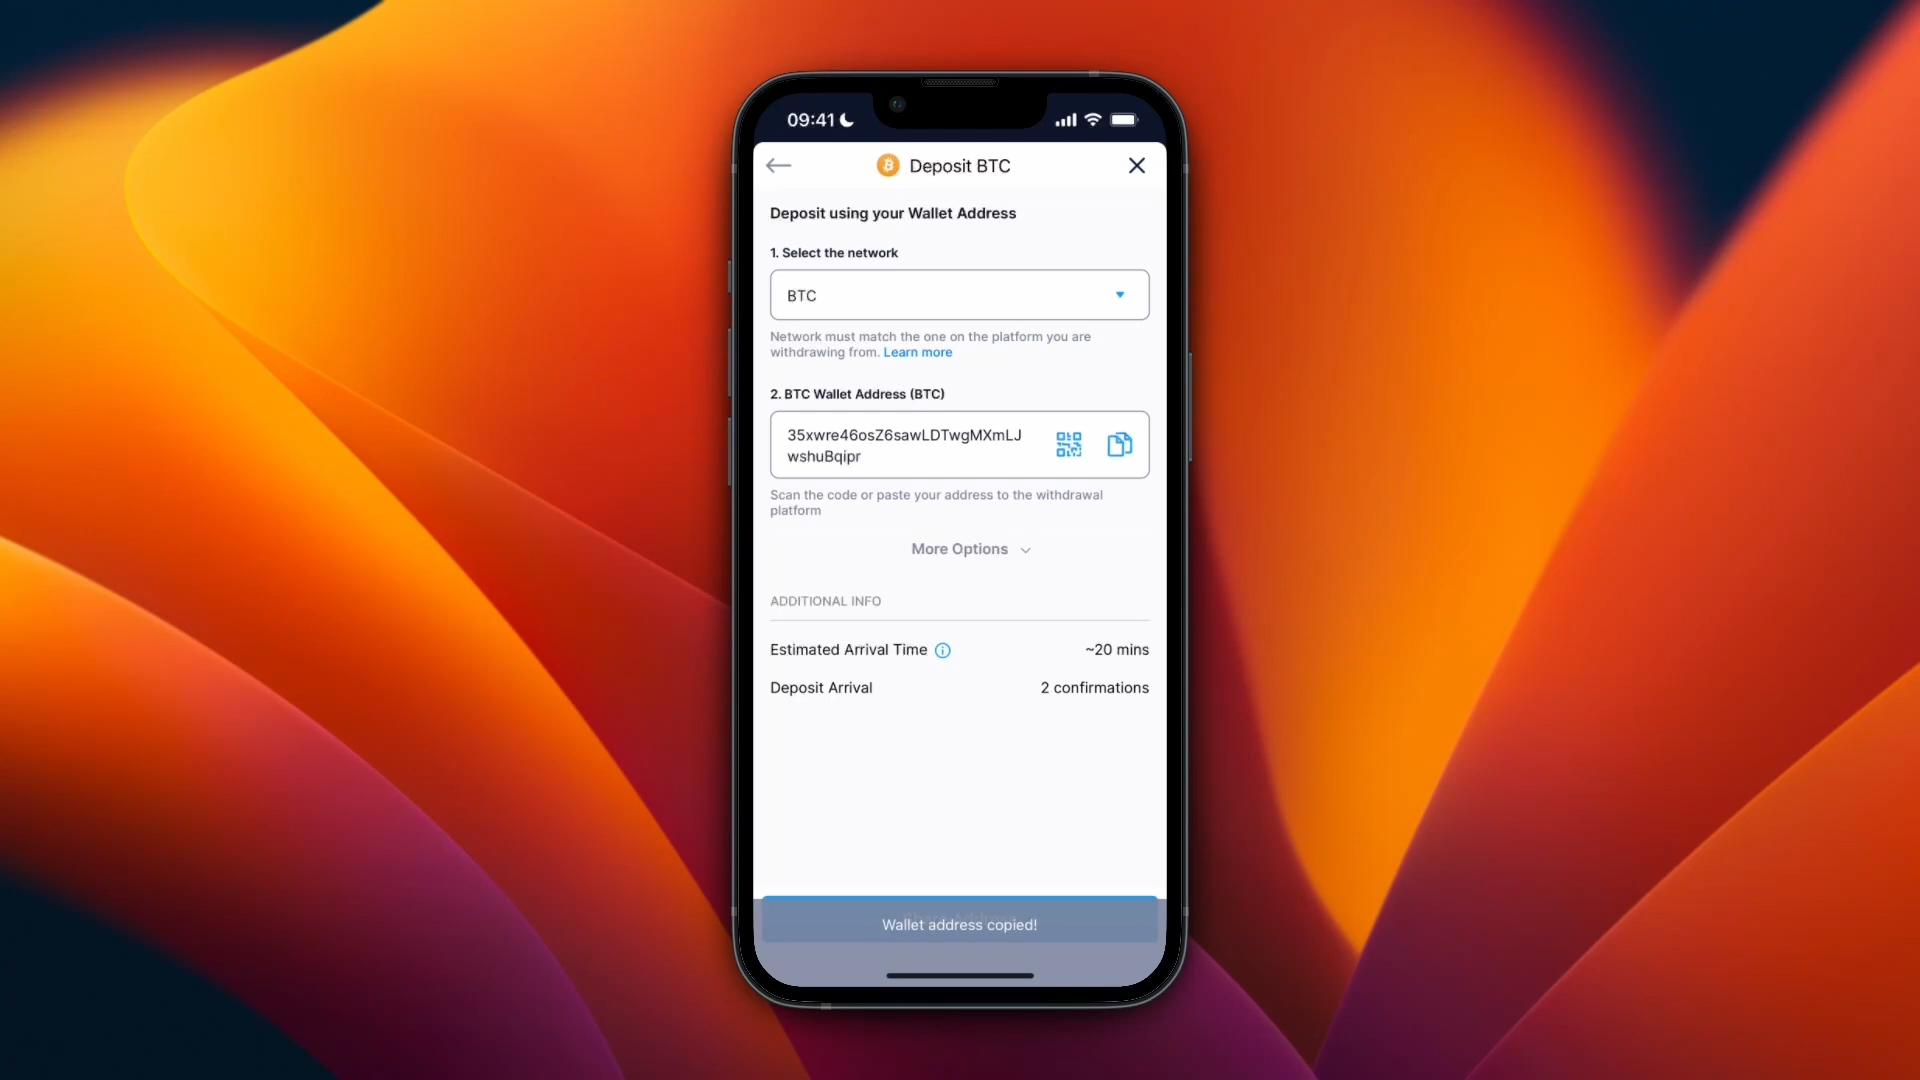 09:41
Deposit BTC
Deposit using your Wallet Address
1. Select the network
BTC
Network must match the one on the platform you are
withdrawing from. Learn more
2. BTC Wallet Address (BTC)
35xwre46osZ6sawLDTwgMXmLJ
wshuBqipr
Scan the code or paste your address to the withdrawal
platform
More Options
ADDITIONAL INFO
Estimated Arrival Time
~20 mins
Deposit Arrival
2 confirmations
Wallet address copied!